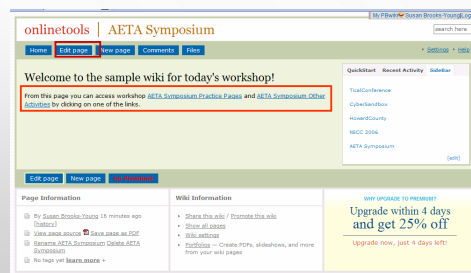 My PBwiki Susan Brooks-Young Log
onlinetools | AETA Symposium
search here
Home Edit page New page Comments Files
Settings Help
Welcome to the sample wiki for today's workshop!
From this page you can access workshop AETA Symposium Practice Pages and AETA Symposium Other
Activities by clicking on one of the links.
QuickStart Recent Activity SideBar
TicalConference
CyberSandbox
HowardCounty
NECC 2006
AETA Symposium
[edit]
Edit page New page
Page Information
By Susan Brooks-Young 16 minutes ago
[history]
View page source Save page as PDF
Rename AETA Symposium Delete AETA
Symposium
No tags yet learn more
Wiki Information
Share this wiki / Promote this wiki
Show all pages
Wiki settings
Portfolios — Create PDFs, slideshows, and more
from your wiki pages
WHY UPGRADE TO PREMIUM?
Upgrade within 4 days
and get 25% off
Upgrade now, just 4 days left!